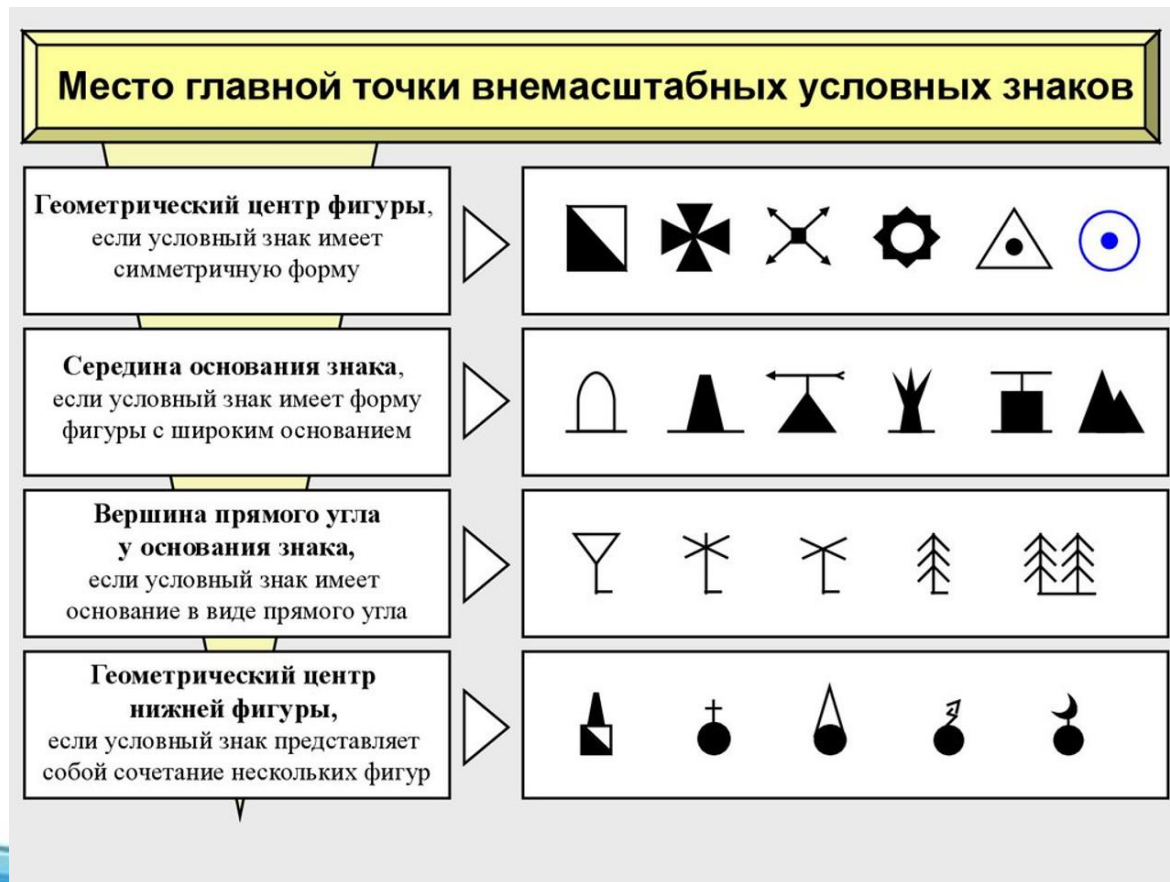 Место главной точки внемасштабных условных знаков
Геометрический центр фигуры,
если условный знак имеет
симметричную форму
Середина основания знака,
если условный знак имеет форму
фигуры с широким основанием
Вершина прямого угла
у основания знака,
если условный знак имеет
основание в виде прямого угла
Геометрический центр
нижней фигуры,
если условный знак представляет
собой сочетание нескольких фигур